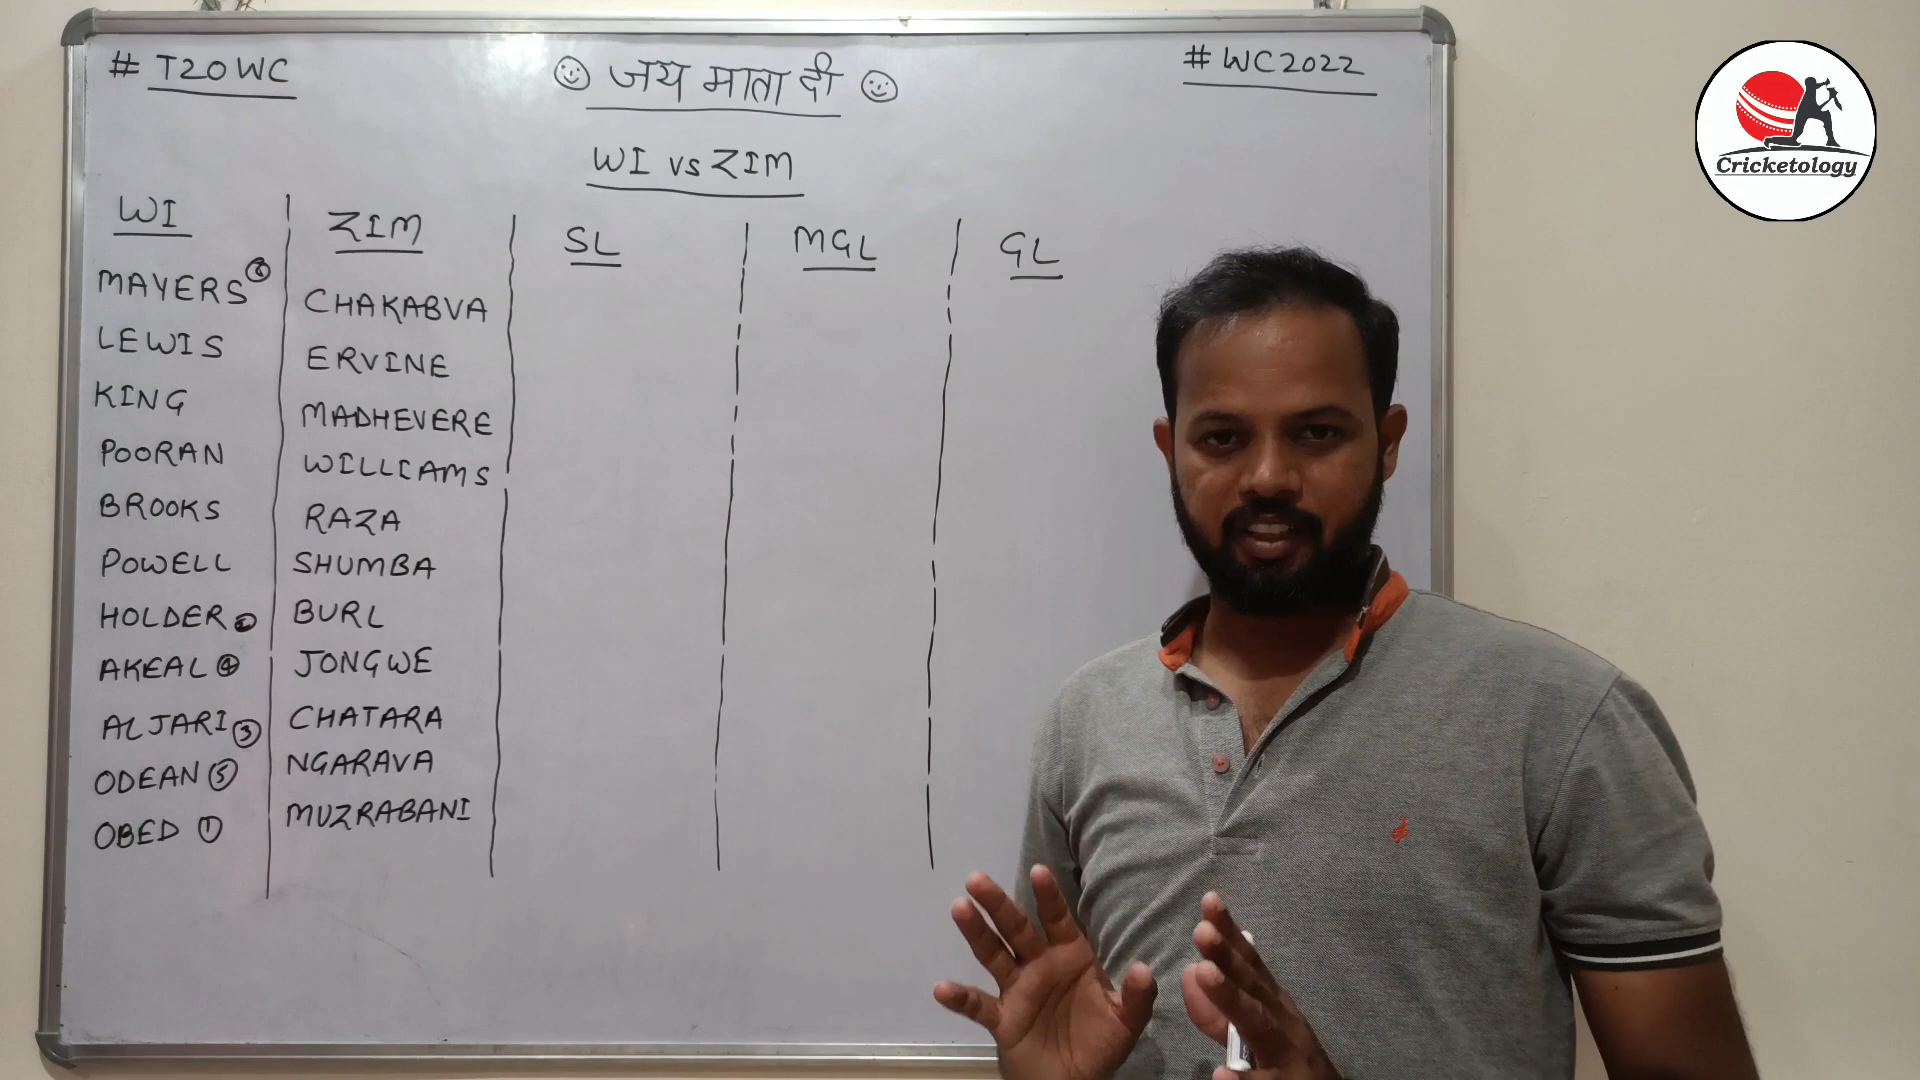 # T20WC
जय माता दी
# WC2022
Cricketology
WI vs ZIM
WI
ZIM
SL
MGL
GL
MAYERS 6
LEWIS
KING
POORAN
BROOKS
POWELL
HOLDER 2
AKEAL 4
ALJARI 3
ODEAN 5
OBED 1
CHAKABVA
ERVINE
MADHEVERE
WILLIAMS
RAZA
SHUMBA
BURL
JONGWE
CHATARA
NGARAVA
MUZRABANI